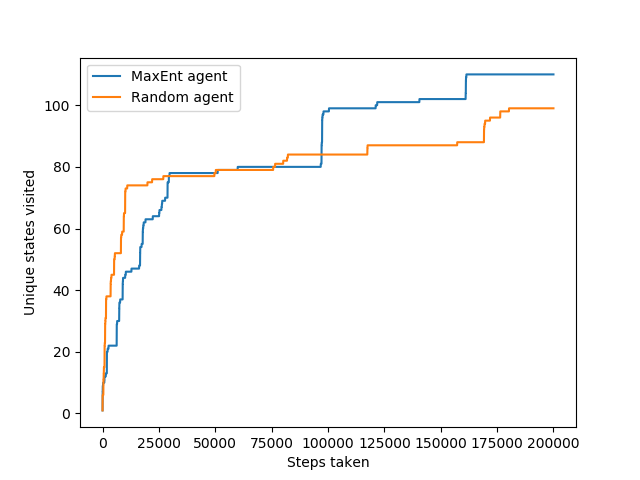 MaxEnt agent
Random agent
Unique states visited
100
80
60
40
20
0
0 25000 50000 75000 100000 125000 150000 175000 200000
Steps taken